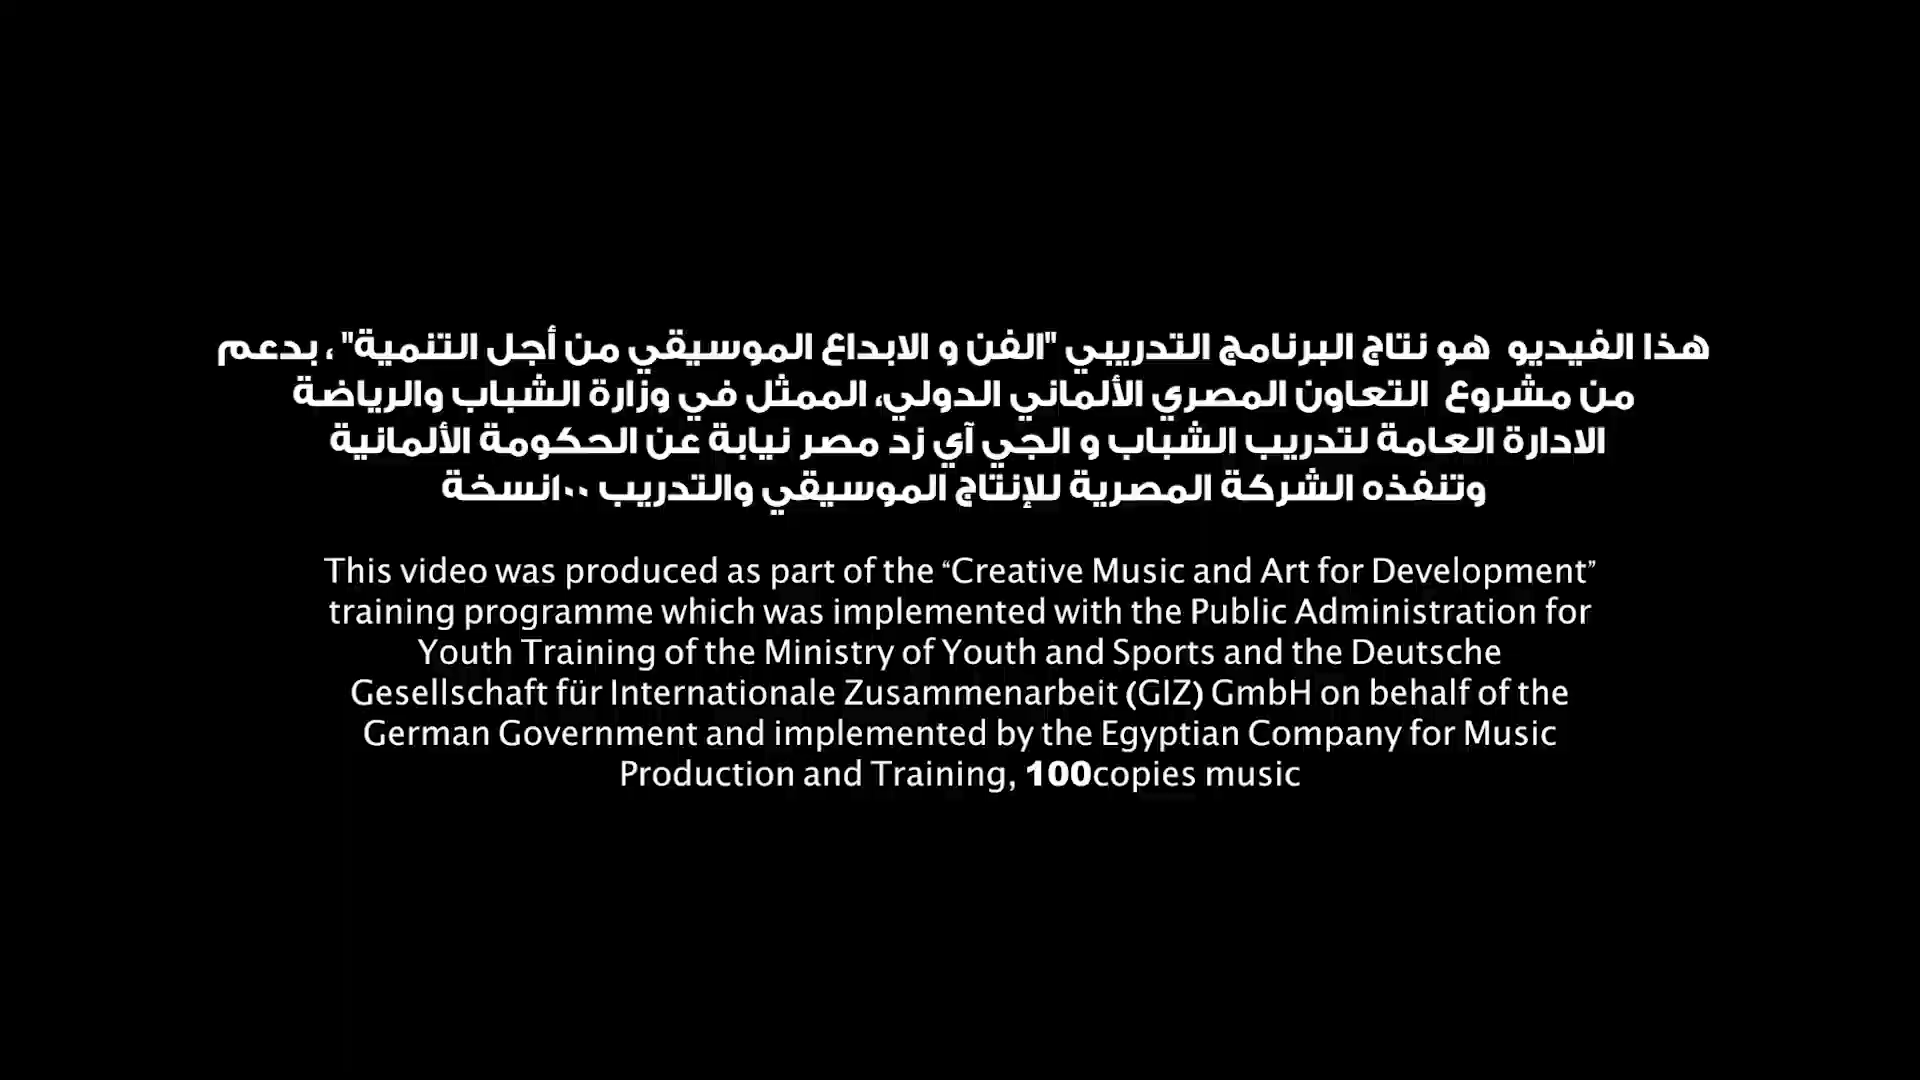 هذا الفيديو هو نتاج البرنامج التدريبي "الفن و الابداع الموسيقي من أجل التنمية" ، بدعم
من مشروع التعاون المصري الألماني الدولي، الممثل في وزارة الشباب والرياضة
الادارة العامة لتدريب الشباب و الجي آي زد مصر نيابة عن الحكومة الألمانية
وتنفذه الشركة المصرية للإنتاج الموسيقي والتدريب ١٠٠نسخة
This video was produced as part of the “Creative Music and Art for Development”
training programme which was implemented with the Public Administration for
Youth Training of the Ministry of Youth and Sports and the Deutsche
Gesellschaft für Internationale Zusammenarbeit (GIZ) GmbH on behalf of the
German Government and implemented by the Egyptian Company for Music
Production and Training, 100copies music